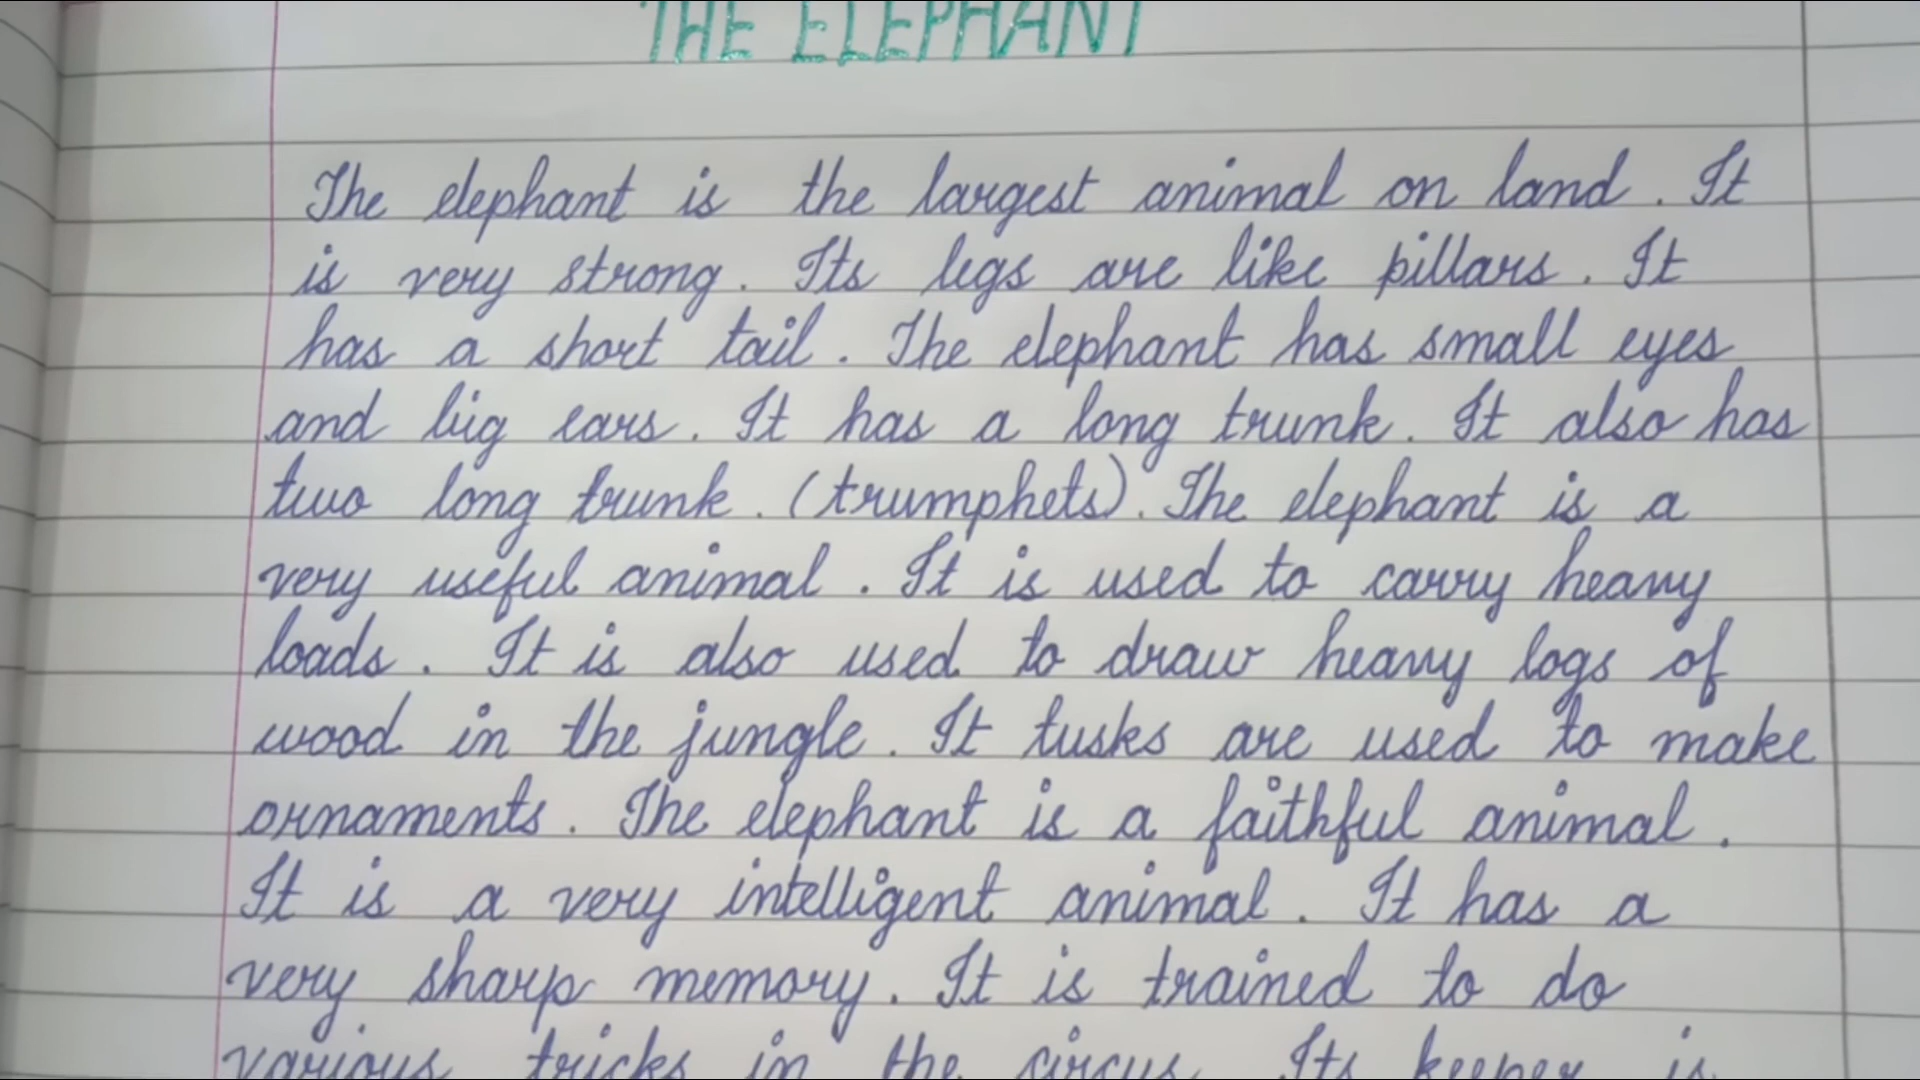 THE ELEPHANT
The elephant is the largest animal on land. It
is very strong. Its legs are like pillars. It
has a short tail. The elephant has small eyes
and big ears. It has a long trunk. It also has
two long trunk. (trumphets). The elephant is a
very useful animal. It is used to carry heavy
loads. It is also used to draw heavy logs of
wood in the jungle. It tusks are used to make
ornaments. The elephant is a faithful animal.
It is a very intelligent animal. It has a
very sharp memory. It is trained to do
various tricks in the circus. Its keeper is